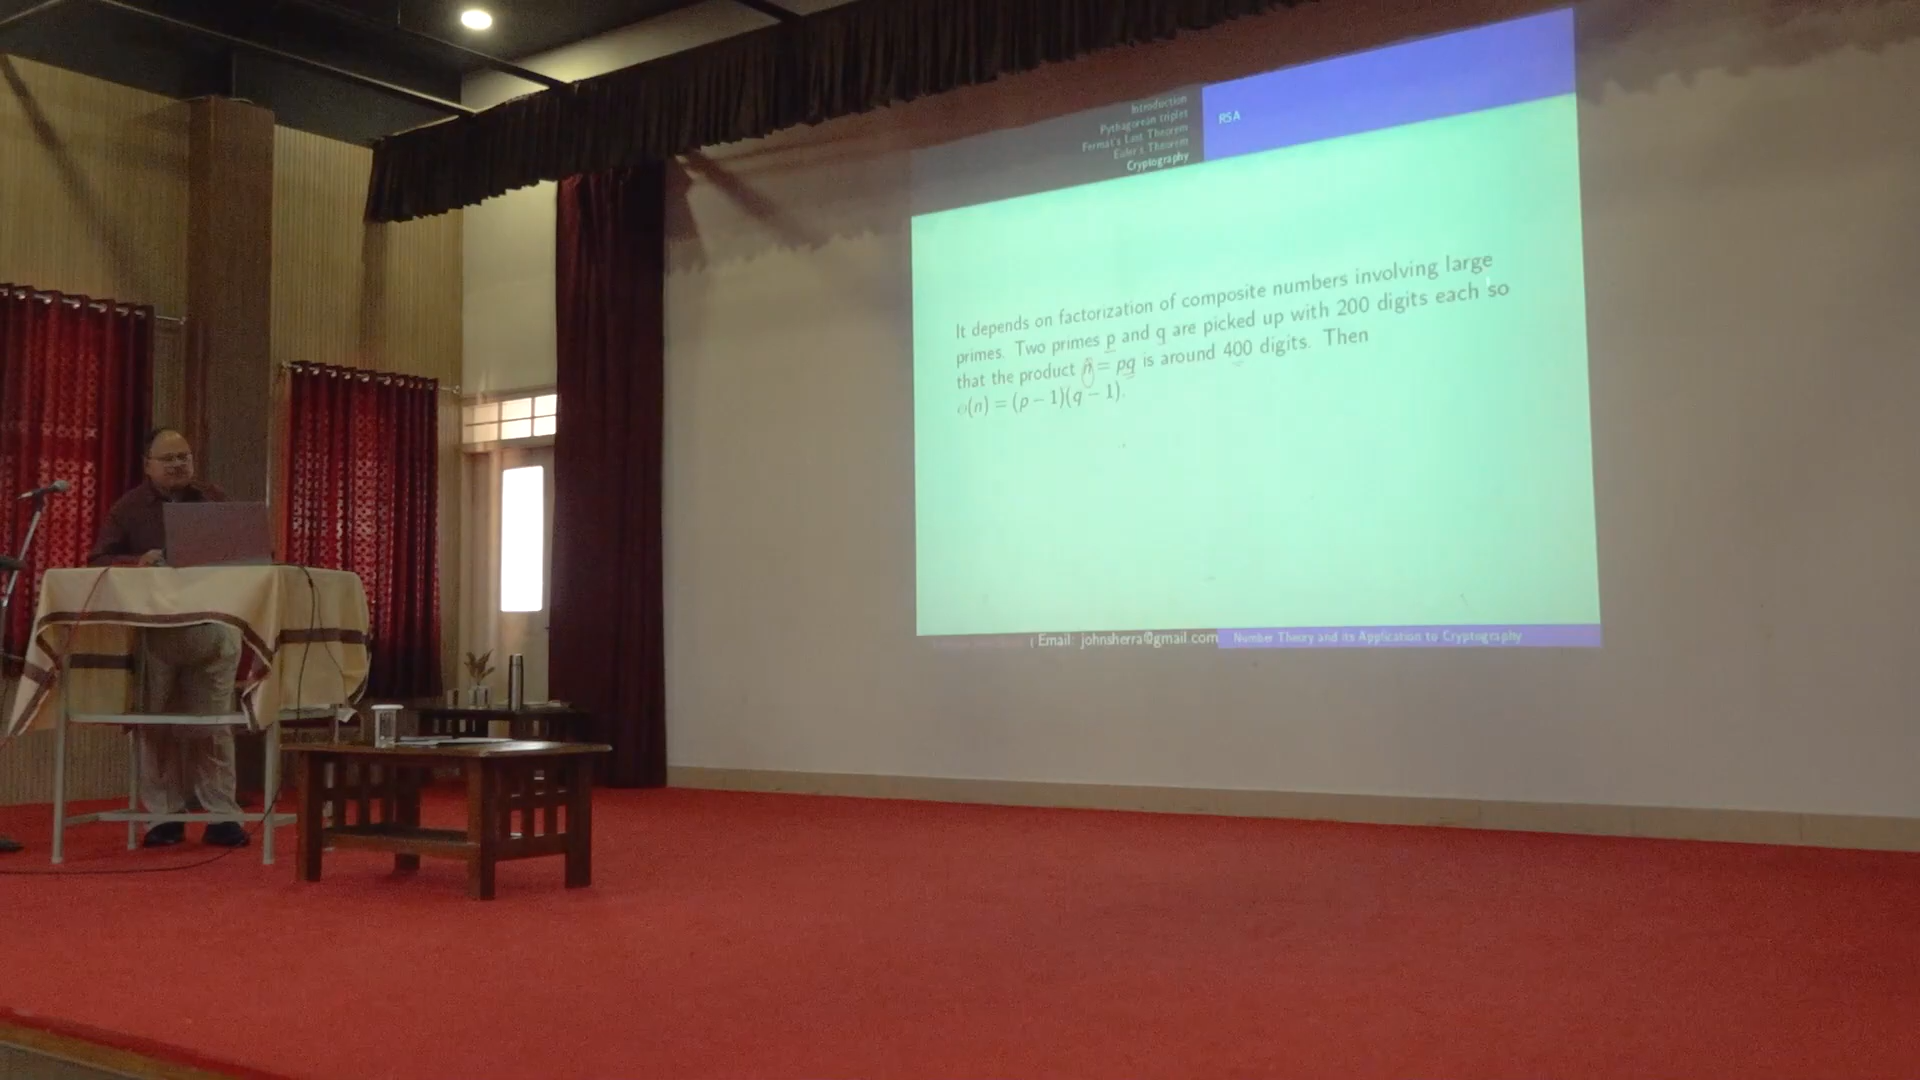 Introduction
Pythagorean triplet
Fermat's Last Theorem
Euler's Theorem
Cryptography
RSA
It depends on factorization of composite numbers involving large
primes. Two primes p and q are picked up with 200 digits each so
that the product n = pq is around 400 digits. Then
φ(n) = (p − 1)(q − 1).
( Email: johnsherra@gmail.com
Number Theory and its Application to Cryptography